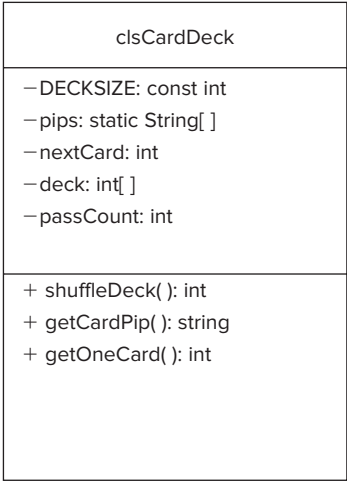 clsCardDeck
−DECKSIZE: const int
−pips: static String[ ]
−nextCard: int
−deck: int[ ]
−passCount: int
+ shuffleDeck( ): int
+ getCardPip( ): string
+ getOneCard( ): int